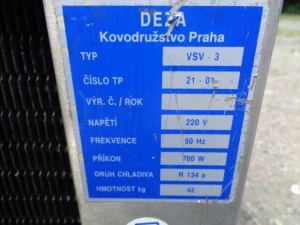 DEZA
Kovodružstvo Praha
TYP VSV - 3
ČÍSLO TP 21 - 01
VÝR. Č. / ROK
NAPĚTÍ 220 V
FREKVENCE 50 Hz
PŘÍKON 700 W
DRUH CHLADIVA R 134 a
HMOTNOST kg 42